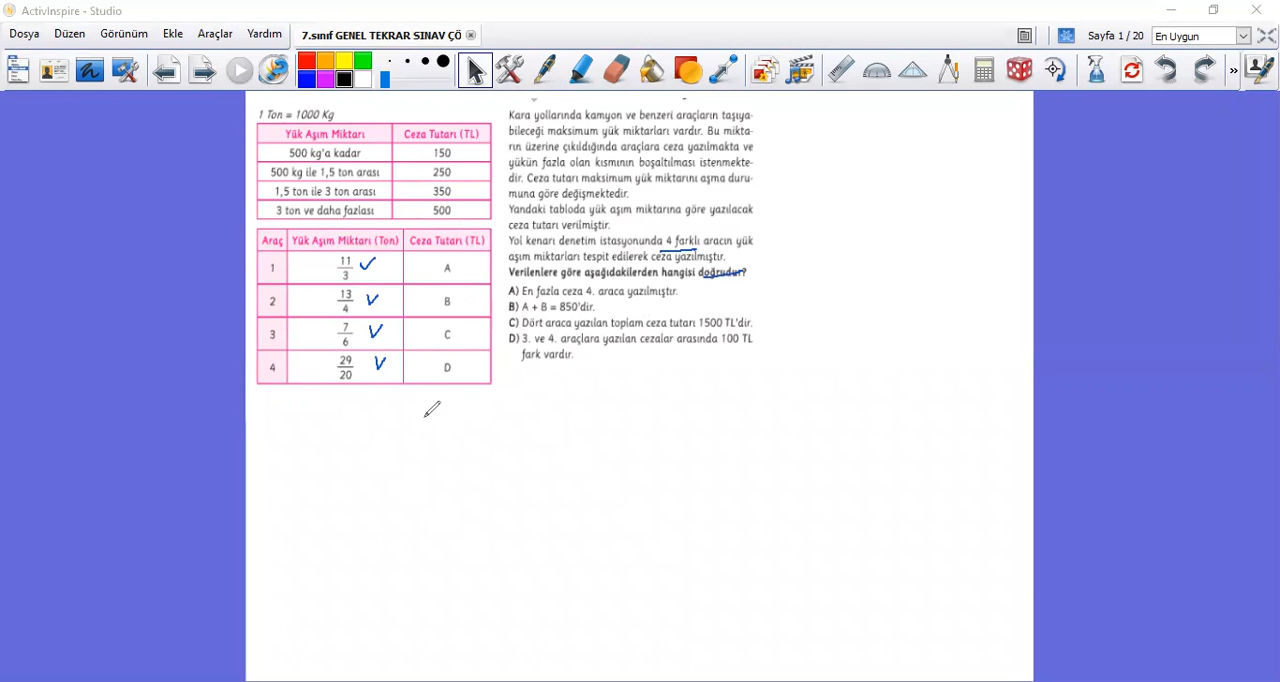 ActivInspire - Studio
Dosya Düzen Görünüm Ekle Araçlar Yardım 7.sınıf GENEL TEKRAR SINAV ÇÖ Sayfa 1 / 20 En Uygun
1 Ton = 1000 Kg
Yük Aşım Miktarı Ceza Tutarı (TL)
500 kg'a kadar 150
500 kg ile 1,5 ton arası 250
1,5 ton ile 3 ton arası 350
3 ton ve daha fazlası 500
Araç Yük Aşım Miktarı (Ton) Ceza Tutarı (TL)
1 11/3 A
2 13/4 B
3 7/6 C
4 29/20 D
Kara yollarında kamyon ve benzeri araçların taşıya-
bileceği maksimum yük miktarları vardır. Bu mikta-
rın üzerine çıkıldığında araçlara ceza yazılmakta ve
yükün fazla olan kısmının boşaltılması istenmekte-
dir. Ceza tutarı maksimum yük miktarını aşma duru-
muna göre değişmektedir.
Yandaki tabloda yük aşım miktarına göre yazılacak
ceza tutarı verilmiştir.
Yol kenarı denetim istasyonunda 4 farklı aracın yük
aşım miktarları tespit edilerek ceza yazılmıştır.
Verilenlere göre aşağıdakilerden hangisi doğrudur?
A) En fazla ceza 4. araca yazılmıştır.
B) A + B = 850'dir.
C) Dört araca yazılan toplam ceza tutarı 1500 TL'dir.
D) 3. ve 4. araçlara yazılan cezalar arasında 100 TL
fark vardır.